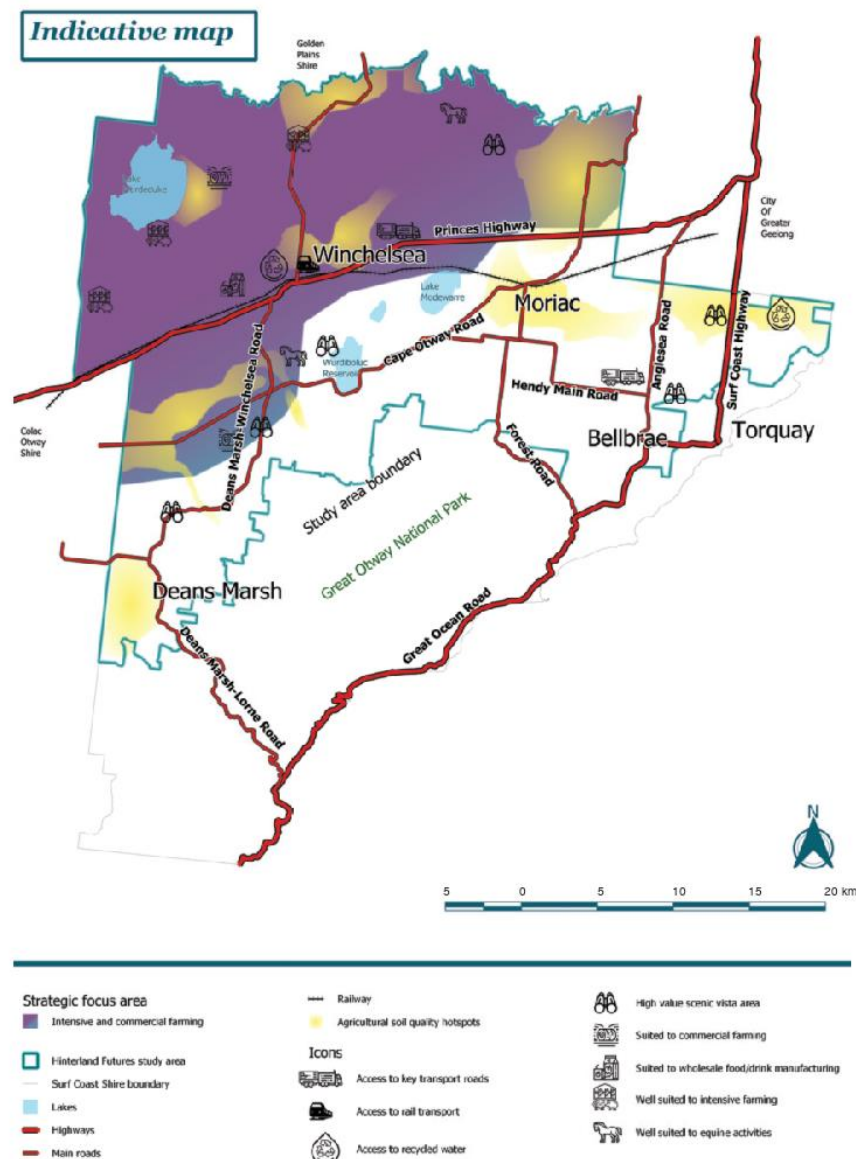 Indicative map
Golden
Plains
Shire
Lake
Murdeduke
City
Of
Greater
Geelong
Princes Highway
Winchelsea
Lake
Modewarre
Moriac
Anglesea Road
Surf Coast Highway
Cape Otway Road
Wurdiboluc
Reservoir
Hendy Main Road
Deans Marsh-Winchelsea Road
Colac
Otway
Shire
Bellbrae
Torquay
Forest Road
Study area boundary
Great Otway National Park
Deans Marsh
Great Ocean Road
Deans Marsh-Lorne Road
N
5 0 5 10 15 20 km
Strategic focus area
Intensive and commercial farming
Hinterland Futures study area
Surf Coast Shire boundary
Lakes
Highways
Main roads
Railway
Agricultural soil quality hotspots
Icons
Access to key transport roads
Access to rail transport
Access to recycled water
High value scenic vista area
Suited to commercial farming
Suited to wholesale food/drink manufacturing
Well suited to intensive farming
Well suited to equine activities